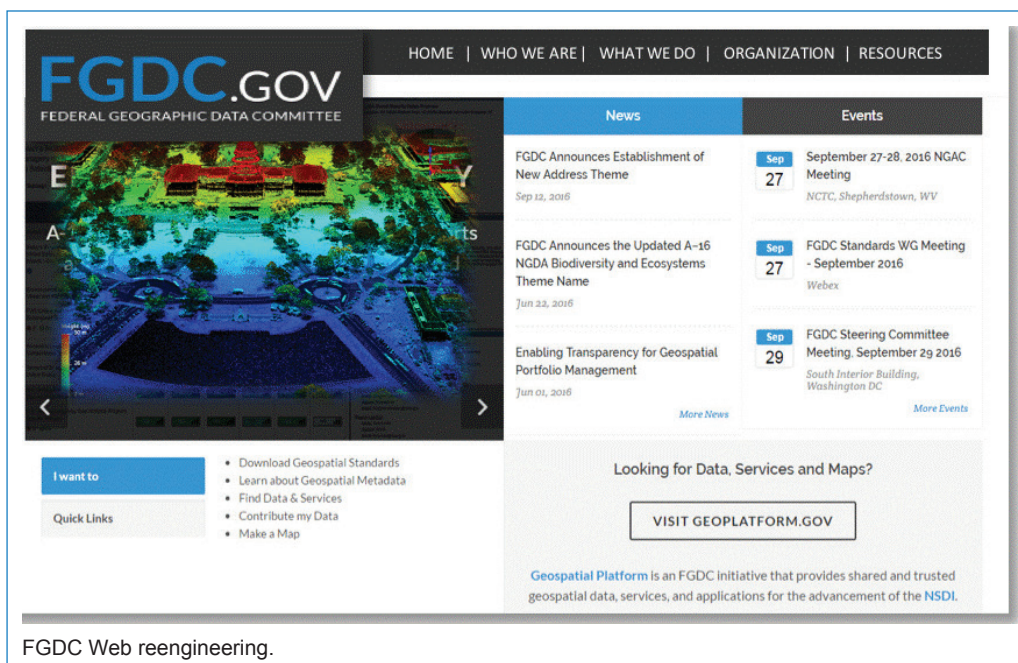 HOME | WHO WE ARE | WHAT WE DO | ORGANIZATION | RESOURCES
FGDC.GOV
FEDERAL GEOGRAPHIC DATA COMMITTEE
E Y
A- rts
News
FGDC Announces Establishment of
New Address Theme
Sep 12, 2016
FGDC Announces the Updated A-16
NGDA Biodiversity and Ecosystems
Theme Name
Jun 22, 2016
Enabling Transparency for Geospatial
Portfolio Management
Jun 01, 2016
More News
Events
Sep
27
September 27-28, 2016 NGAC
Meeting
NCTC, Shepherdstown, WV
Sep
27
FGDC Standards WG Meeting
- September 2016
Webex
Sep
29
FGDC Steering Committee
Meeting, September 29 2016
South Interior Building,
Washington DC
More Events
I want to
Quick Links
• Download Geospatial Standards
• Learn about Geospatial Metadata
• Find Data & Services
• Contribute my Data
• Make a Map
Looking for Data, Services and Maps?
VISIT GEOPLATFORM.GOV
Geospatial Platform is an FGDC initiative that provides shared and trusted
geospatial data, services, and applications for the advancement of the NSDI.
FGDC Web reengineering.